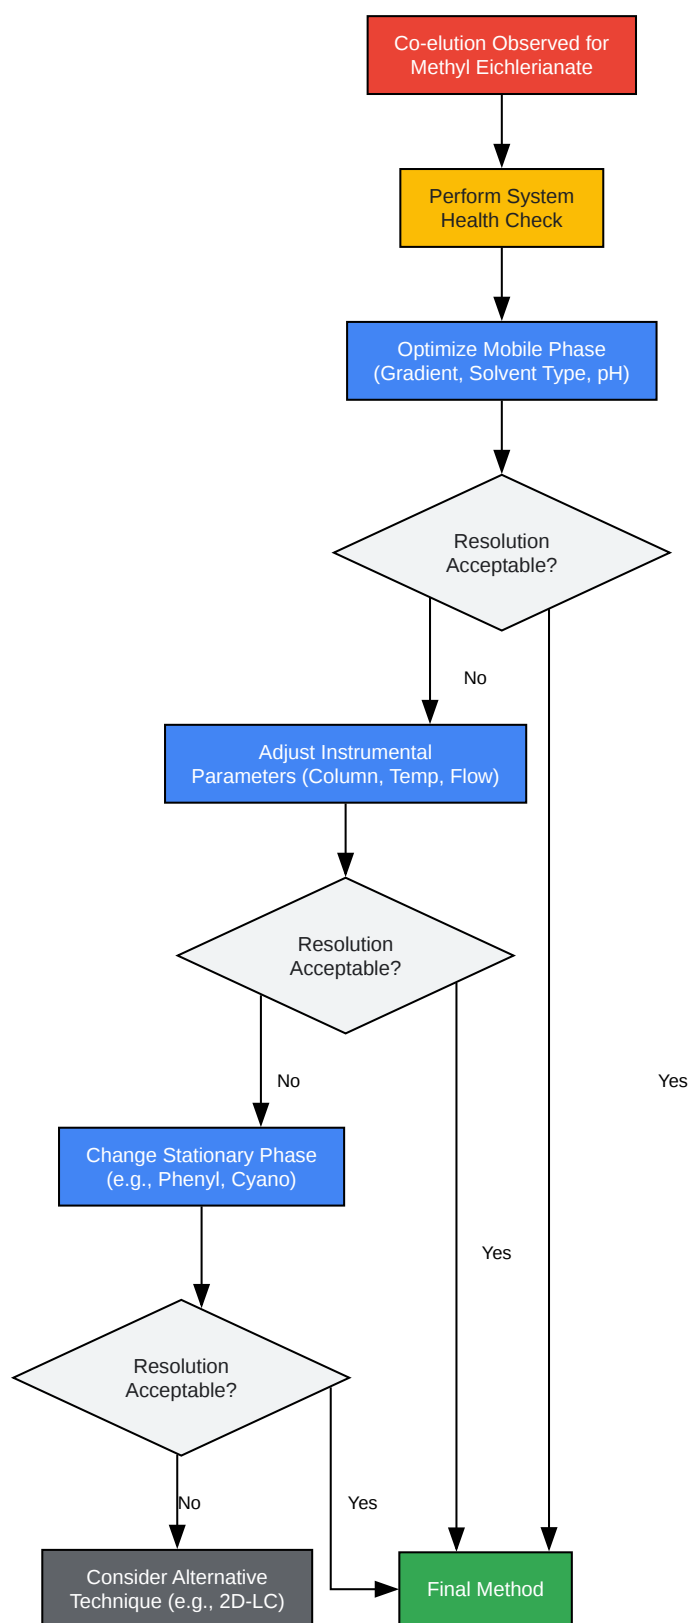 Co-elution Observed for
Methyl Eichlerianate
Perform System
Health Check
Optimize Mobile Phase
(Gradient, Solvent Type, pH)
Resolution
Acceptable?
No
Adjust Instrumental
Parameters (Column, Temp, Flow)
Resolution
Acceptable?
No
Yes
Change Stationary Phase
(e.g., Phenyl, Cyano)
Yes
Resolution
Acceptable?
No
Yes
Consider Alternative
Technique (e.g., 2D-LC)
Final Method